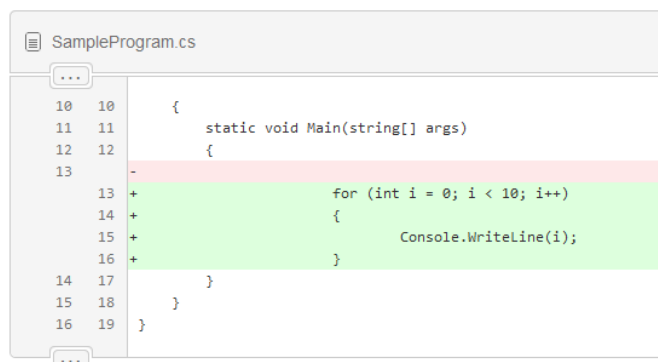 SampleProgram.cs
...
10 10 {
11 11 static void Main(string[] args)
12 12 {
13 -
13 + for (int i = 0; i < 10; i++)
14 + {
15 + Console.WriteLine(i);
16 + }
14 17 }
15 18 }
16 19 }
...